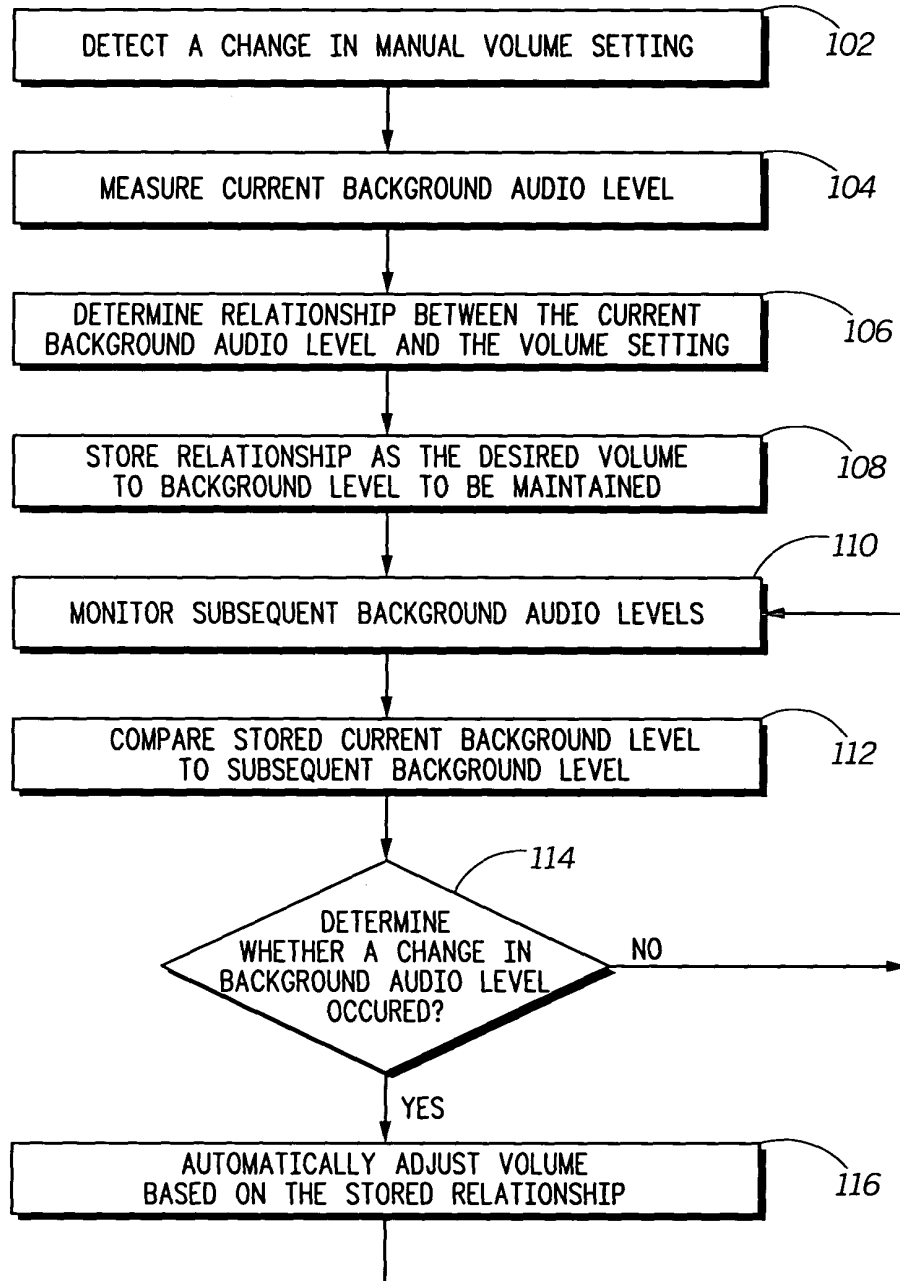 DETECT A CHANGE IN MANUAL VOLUME SETTING
102
MEASURE CURRENT BACKGROUND AUDIO LEVEL
104
DETERMINE RELATIONSHIP BETWEEN THE CURRENT
BACKGROUND AUDIO LEVEL AND THE VOLUME SETTING
106
STORE RELATIONSHIP AS THE DESIRED VOLUME
TO BACKGROUND LEVEL TO BE MAINTAINED
108
110
MONITOR SUBSEQUENT BACKGROUND AUDIO LEVELS
COMPARE STORED CURRENT BACKGROUND LEVEL
TO SUBSEQUENT BACKGROUND LEVEL
112
114
DETERMINE
WHETHER A CHANGE IN
BACKGROUND AUDIO LEVEL
OCCURED?
NO
YES
AUTOMATICALLY ADJUST VOLUME
BASED ON THE STORED RELATIONSHIP
116